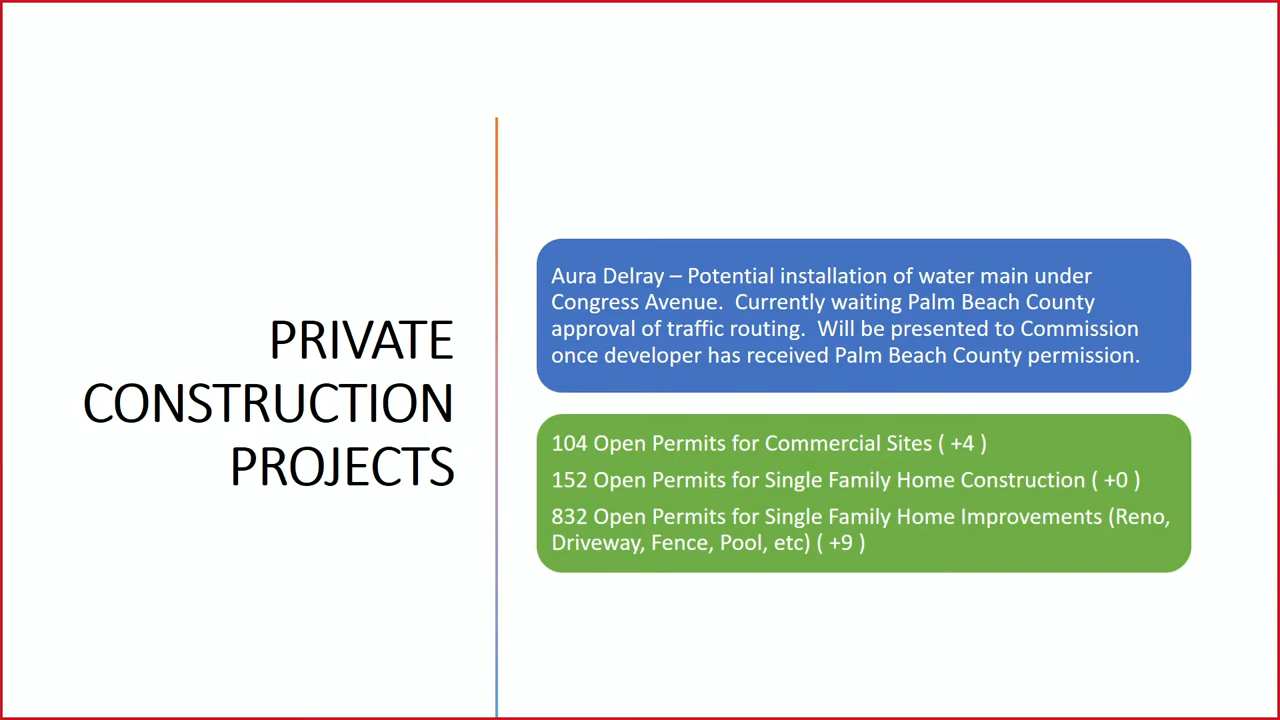 PRIVATE
CONSTRUCTION
PROJECTS
Aura Delray – Potential installation of water main under
Congress Avenue.  Currently waiting Palm Beach County
approval of traffic routing.  Will be presented to Commission
once developer has received Palm Beach County permission.
104 Open Permits for Commercial Sites ( +4 )
152 Open Permits for Single Family Home Construction ( +0 )
832 Open Permits for Single Family Home Improvements (Reno,
Driveway, Fence, Pool, etc) ( +9 )